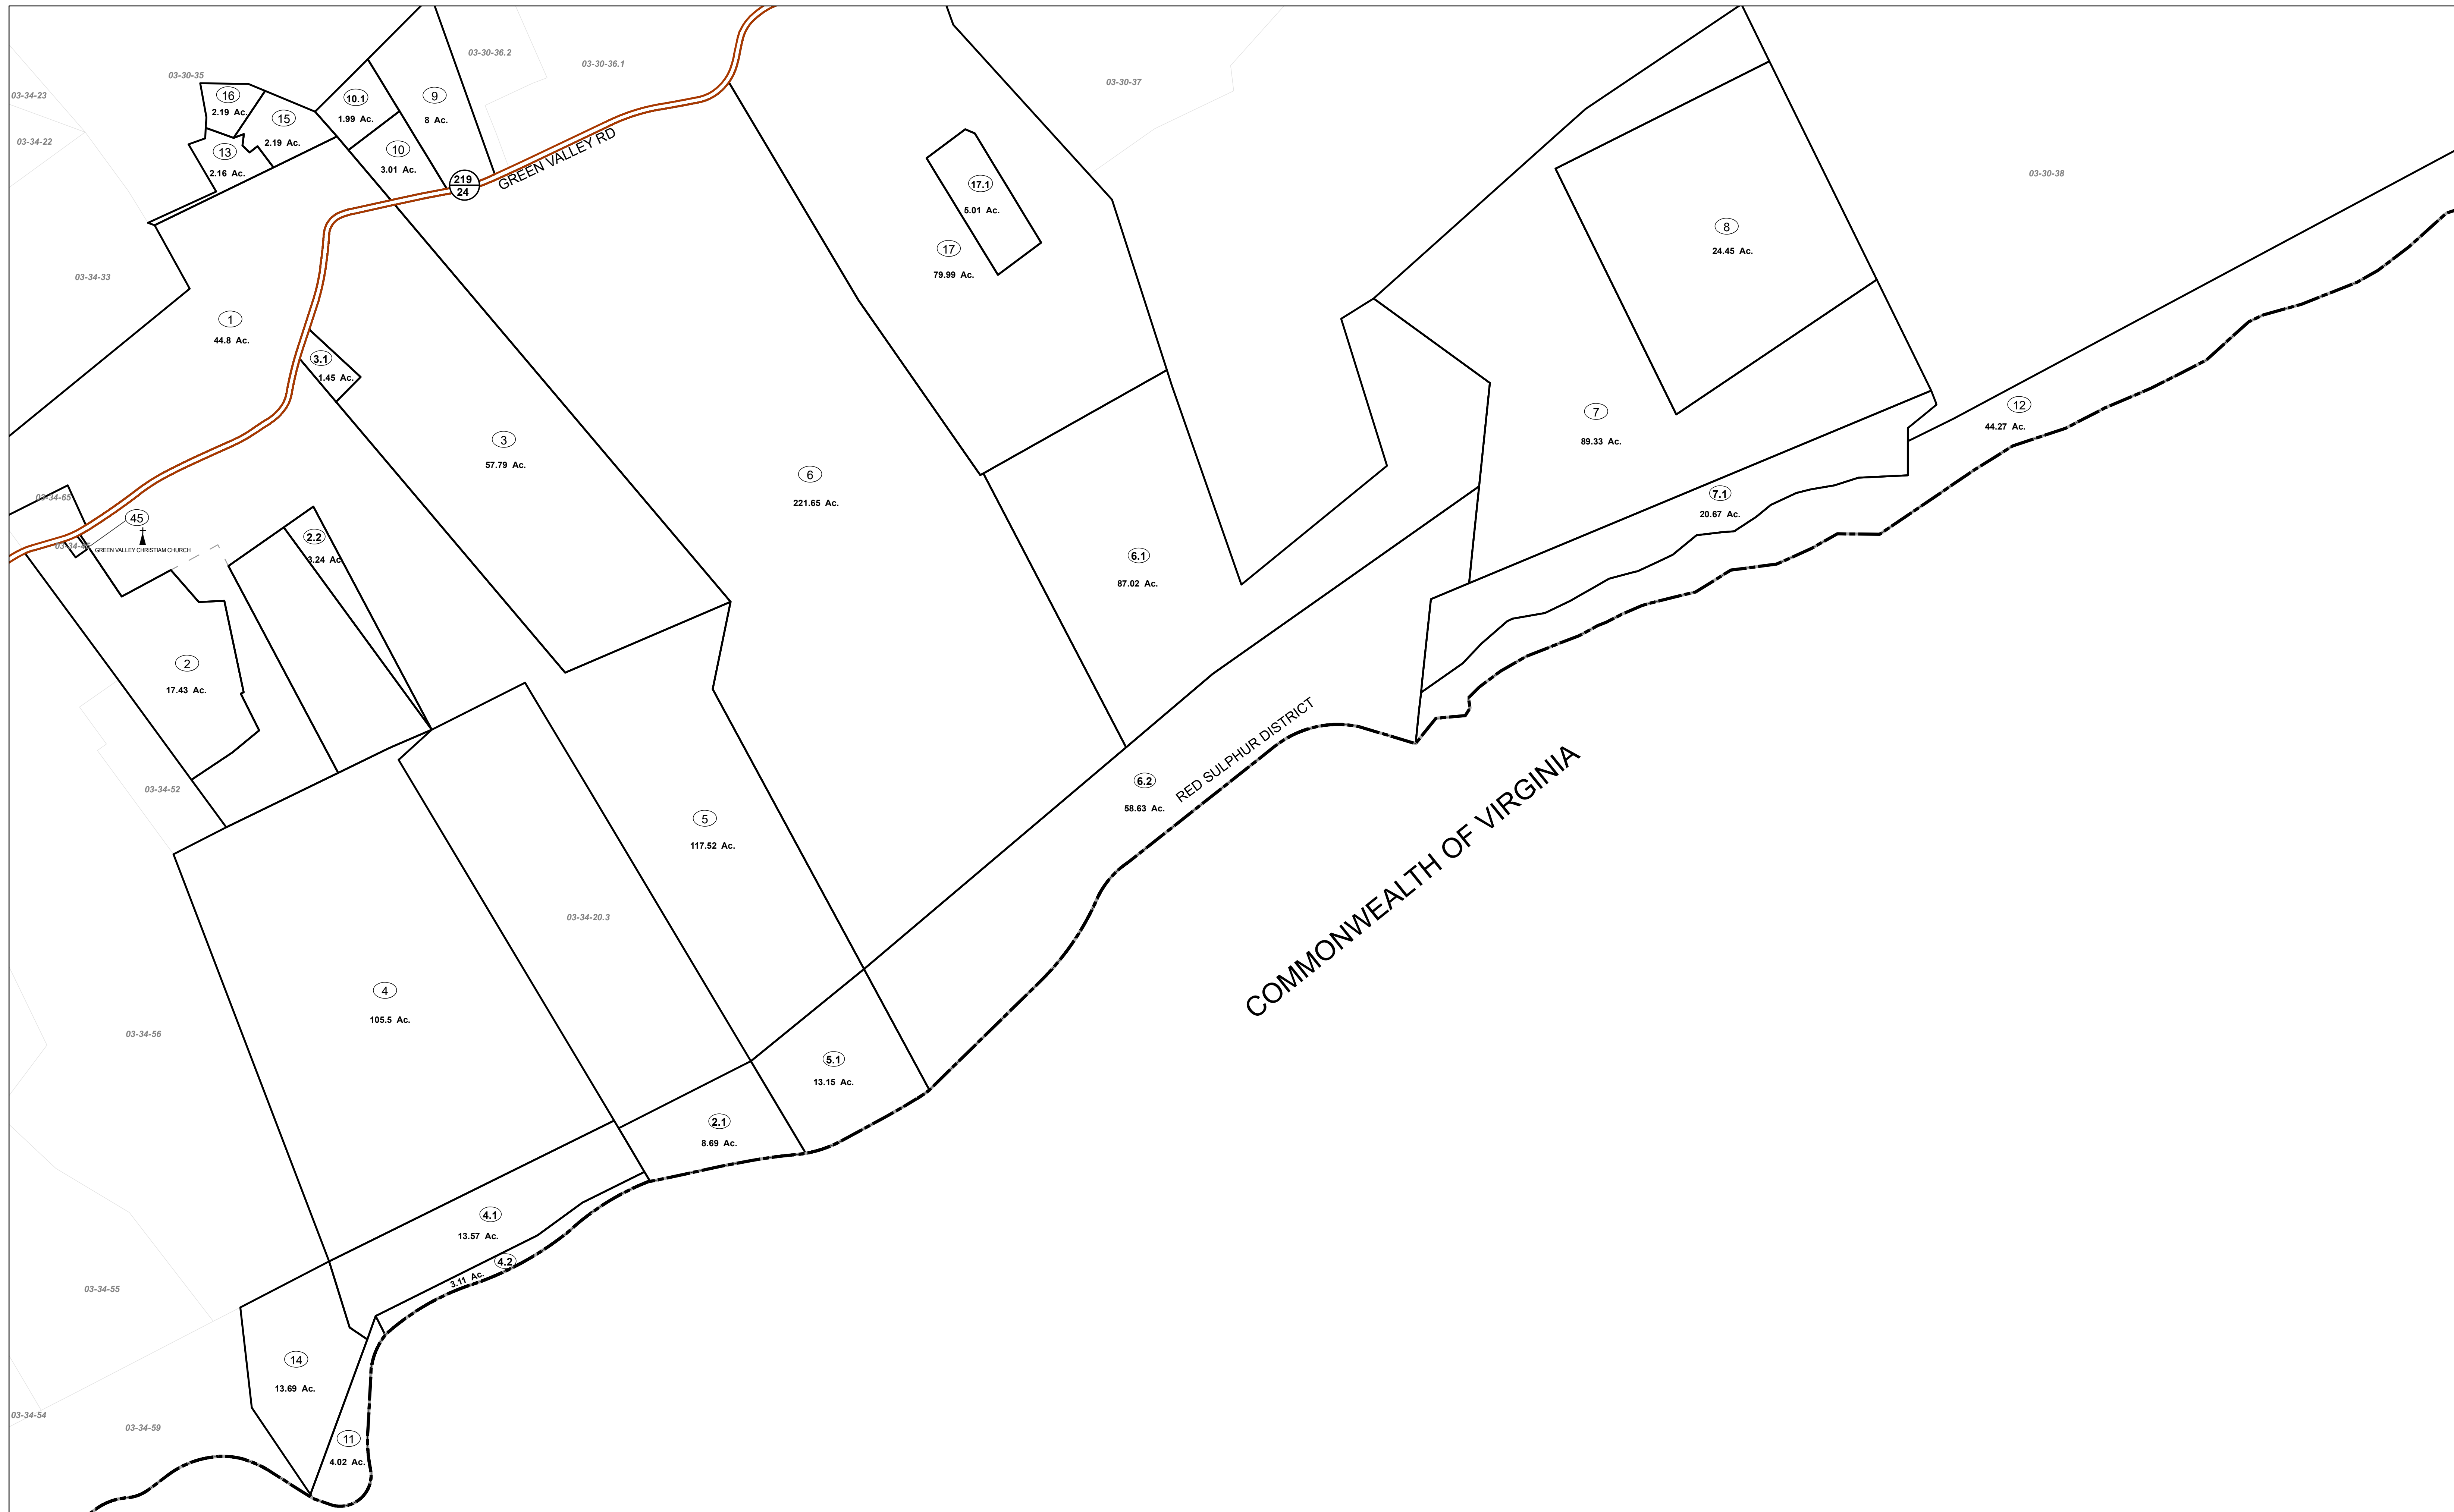 03-30-36.2
03-30-36.1
03-30-35
03-30-37
03-34-23
16
2.19 Ac.
10.1
1.99 Ac.
9
8 Ac.
15
2.19 Ac.
03-34-22
13
2.16 Ac.
10
3.01 Ac.
219
24
GREEN VALLEY RD
17.1
5.01 Ac.
03-30-38
8
24.45 Ac.
17
79.99 Ac.
03-34-33
1
44.8 Ac.
3.1
1.45 Ac.
7
89.33 Ac.
12
44.27 Ac.
3
57.79 Ac.
6
221.65 Ac.
03-34-65
45
GREEN VALLEY CHRISTIAM CHURCH
2.2
3.24 Ac.
7.1
20.67 Ac.
6.1
87.02 Ac.
2
17.43 Ac.
RED SULPHUR DISTRICT
6.2
58.63 Ac.
COMMONWEALTH OF VIRGINIA
03-34-52
5
117.52 Ac.
03-34-20.3
4
105.5 Ac.
03-34-56
5.1
13.15 Ac.
2.1
8.69 Ac.
4.1
13.57 Ac.
4.2
3.11 Ac.
03-34-55
14
13.69 Ac.
03-34-54
03-34-59
11
4.02 Ac.